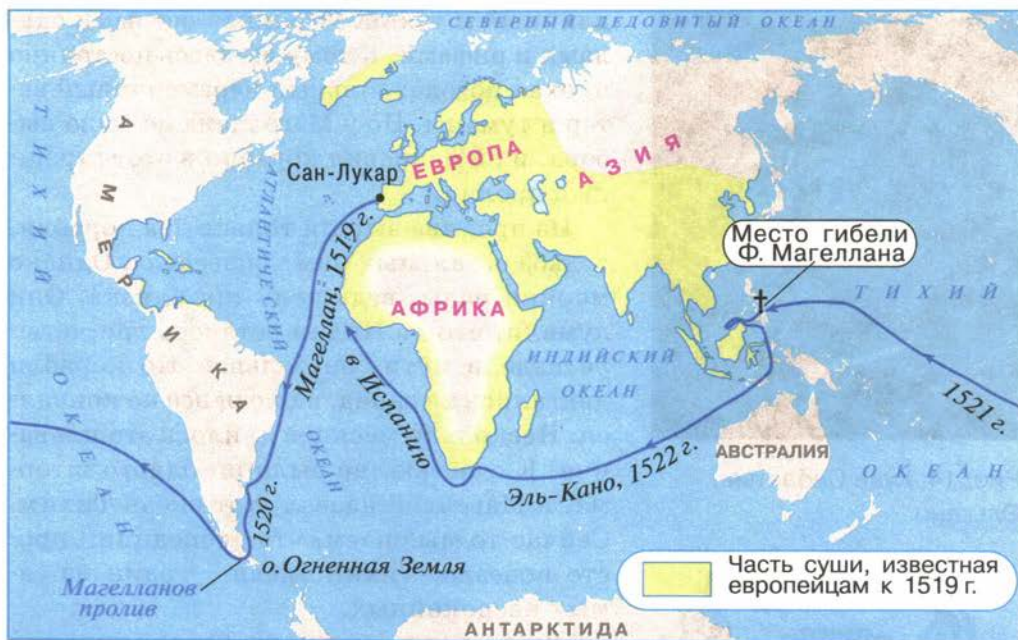 СЕВЕРНЫЙ ЛЕДОВИТЫЙ ОКЕАН
ТИХИЙ
ОКЕАН
АМЕРИКА
АТЛАНТИЧЕСКИЙ
ОКЕАН
Сан-Лукар
ЕВРОПА
АЗИЯ
АФРИКА
Магеллан, 1519 г.
в Испанию
1520 г.
Магелланов
пролив
о. Огненная Земля
ИНДИЙСКИЙ
ОКЕАН
Эль-Кано, 1522 г.
Место гибели
Ф. Магеллана
ТИХИЙ
1521 г.
ОКЕАН
АВСТРАЛИЯ
АНТАРКТИДА
Часть суши, известная
европейцам к 1519 г.